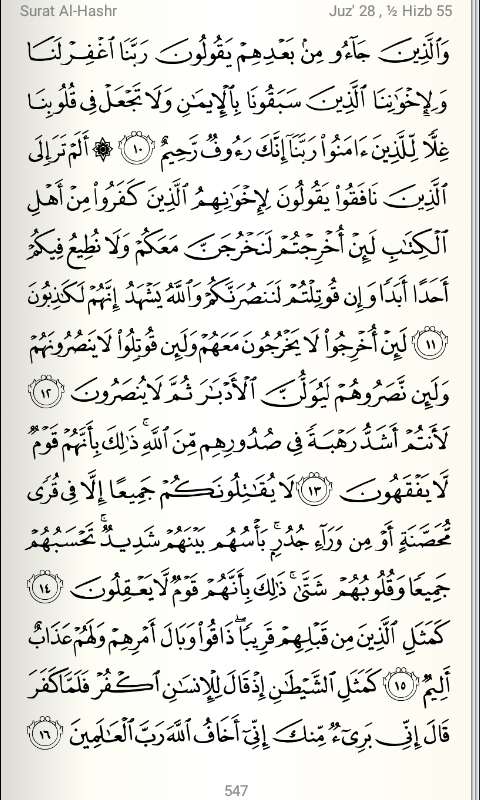 Surat Al-Hashr
Juz' 28 , ½ Hizb 55
وَٱلَّذِينَ جَآءُو مِنۢ بَعْدِهِمْ يَقُولُونَ رَبَّنَا ٱغْفِرْ لَنَا
وَلِإِخْوَٰنِنَا ٱلَّذِينَ سَبَقُونَا بِٱلْإِيمَٰنِ وَلَا تَجْعَلْ فِى قُلُوبِنَا
غِلًّا لِّلَّذِينَ ءَامَنُوا۟ رَبَّنَآ إِنَّكَ رَءُوفٌ رَّحِيمٌ ١٠ ۞ أَلَمْ تَرَ إِلَى
ٱلَّذِينَ نَافَقُوا۟ يَقُولُونَ لِإِخْوَٰنِهِمُ ٱلَّذِينَ كَفَرُوا۟ مِنْ أَهْلِ
ٱلْكِتَٰبِ لَئِنْ أُخْرِجْتُمْ لَنَخْرُجَنَّ مَعَكُمْ وَلَا نُطِيعُ فِيكُمْ
أَحَدًا أَبَدًا وَإِن قُوتِلْتُمْ لَنَنصُرَنَّكُمْ وَٱللَّهُ يَشْهَدُ إِنَّهُمْ لَكَٰذِبُونَ
١١ لَئِنْ أُخْرِجُوا۟ لَا يَخْرُجُونَ مَعَهُمْ وَلَئِن قُوتِلُوا۟ لَا يَنصُرُونَهُمْ
وَلَئِن نَّصَرُوهُمْ لَيُوَلُّنَّ ٱلْأَدْبَٰرَ ثُمَّ لَا يُنصَرُونَ ١٢
لَأَنتُمْ أَشَدُّ رَهْبَةً فِى صُدُورِهِم مِّنَ ٱللَّهِ ۚ ذَٰلِكَ بِأَنَّهُمْ قَوْمٌ
لَّا يَفْقَهُونَ ١٣ لَا يُقَٰتِلُونَكُمْ جَمِيعًا إِلَّا فِى قُرًى
مُّحَصَّنَةٍ أَوْ مِن وَرَآءِ جُدُرٍۭ ۚ بَأْسُهُم بَيْنَهُمْ شَدِيدٌ ۚ تَحْسَبُهُمْ
جَمِيعًا وَقُلُوبُهُمْ شَتَّىٰ ۚ ذَٰلِكَ بِأَنَّهُمْ قَوْمٌ لَّا يَعْقِلُونَ ١٤
كَمَثَلِ ٱلَّذِينَ مِن قَبْلِهِمْ قَرِيبًا ۖ ذَاقُوا۟ وَبَالَ أَمْرِهِمْ وَلَهُمْ عَذَابٌ
أَلِيمٌ ١٥ كَمَثَلِ ٱلشَّيْطَٰنِ إِذْ قَالَ لِلْإِنسَٰنِ ٱكْفُرْ فَلَمَّا كَفَرَ
قَالَ إِنِّى بَرِىٓءٌ مِّنكَ إِنِّىٓ أَخَافُ ٱللَّهَ رَبَّ ٱلْعَٰلَمِينَ ١٦
547